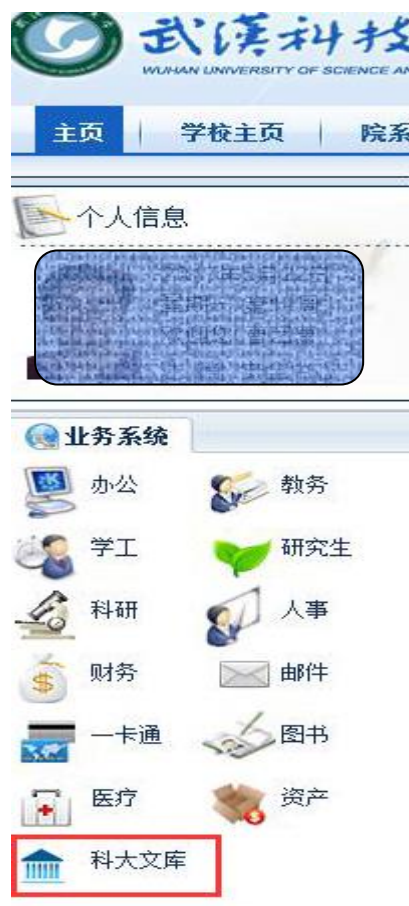 武漢科技
WUHAN UNIVERSITY OF SCIENCE AN
主页 学校主页 院系
个人信息
业务系统
办公 教务
学工 研究生
科研 人事
财务 邮件
一卡通 图书
医疗 资产
科大文库